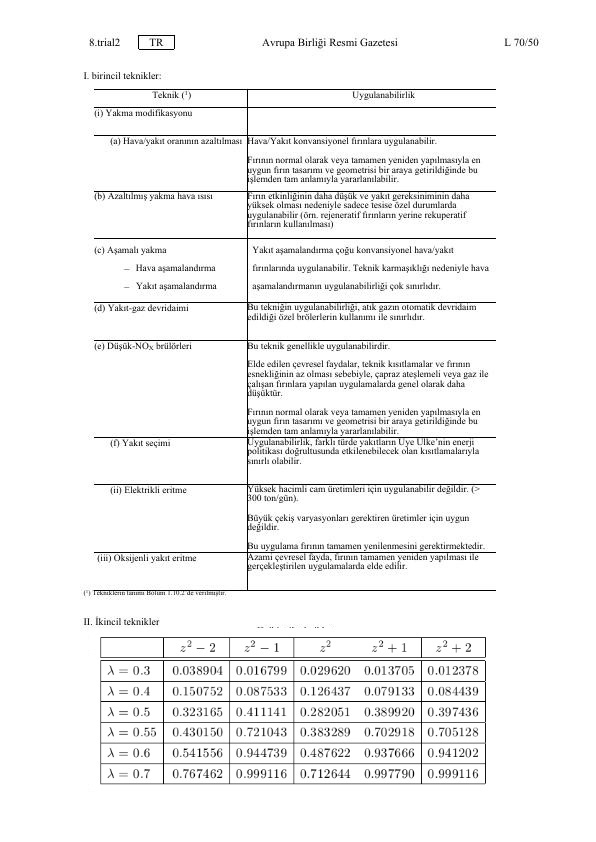 8.trial2 TR Avrupa Birliği Resmi Gazetesi L 70/50
I. birincil teknikler:
Teknik (¹) Uygulanabilirlik
(i) Yakma modifikasyonu
(a) Hava/yakıt oranının azaltılması Hava/Yakıt konvansiyonel fırınlara uygulanabilir.
Fırının normal olarak veya tamamen yeniden yapılmasıyla en
uygun fırın tasarımı ve geometrisi bir araya getirildiğinde bu
işlemden tam anlamıyla yararlanılabilir.
(b) Azaltılmış yakma hava ısısı Fırın etkinliğinin daha düşük ve yakıt gereksiniminin daha
yüksek olması nedeniyle sadece tesise özel durumlarda
uygulanabilir (örn. rejeneratif fırınların yerine rekuperatif
fırınların kullanılması)
(c) Aşamalı yakma Yakıt aşamalandırma çoğu konvansiyonel hava/yakıt
– Hava aşamalandırma fırınlarında uygulanabilir. Teknik karmaşıklığı nedeniyle hava
– Yakıt aşamalandırma aşamalandırmanın uygulanabilirliği çok sınırlıdır.
(d) Yakıt-gaz devridaimi Bu tekniğin uygulanabilirliği, atık gazın otomatik devridaim
edildiği özel brölerlerin kullanımı ile sınırlıdır.
(e) Düşük-NOX brülörleri Bu teknik genellikle uygulanabilirdir.
Elde edilen çevresel faydalar, teknik kısıtlamalar ve fırının
esnekliğinin az olması sebebiyle, çapraz ateşlemeli veya gaz ile
çalışan fırınlara yapılan uygulamalarda genel olarak daha
düşüktür.
Fırının normal olarak veya tamamen yeniden yapılmasıyla en
uygun fırın tasarımı ve geometrisi bir araya getirildiğinde bu
işlemden tam anlamıyla yararlanılabilir.
(f) Yakıt seçimi Uygulanabilirlik, farklı türde yakıtların Üye Ülke’nin enerji
politikası doğrultusunda etkilenebilecek olan kısıtlamalarıyla
sınırlı olabilir.
(ii) Elektrikli eritme Yüksek hacimli cam üretimleri için uygulanabilir değildir. (>
300 ton/gün).
Büyük çekiş varyasyonları gerektiren üretimler için uygun
değildir.
Bu uygulama fırının tamamen yenilenmesini gerektirmektedir.
(iii) Oksijenli yakıt eritme Azami çevresel fayda, fırının tamamen yeniden yapılması ile
gerçekleştirilen uygulamalarda elde edilir.
(¹) Tekniklerin tanımı Bölüm 1.10.2'de verilmiştir.
II. İkincil teknikler
z² − 2 z² − 1 z² z² + 1 z² + 2
λ = 0.3 0.038904 0.016799 0.029620 0.013705 0.012378
λ = 0.4 0.150752 0.087533 0.126437 0.079133 0.084439
λ = 0.5 0.323165 0.411141 0.282051 0.389920 0.397436
λ = 0.55 0.430150 0.721043 0.383289 0.702918 0.705128
λ = 0.6 0.541556 0.944739 0.487622 0.937666 0.941202
λ = 0.7 0.767462 0.999116 0.712644 0.997790 0.999116